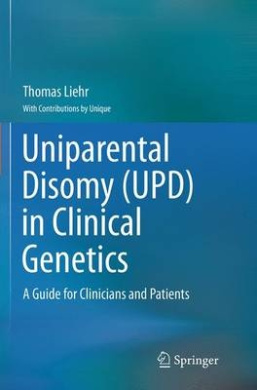 Thomas Liehr
With Contributions by Unique
Uniparental
Disomy (UPD)
in Clinical
Genetics
A Guide for Clinicians and Patients
Springer